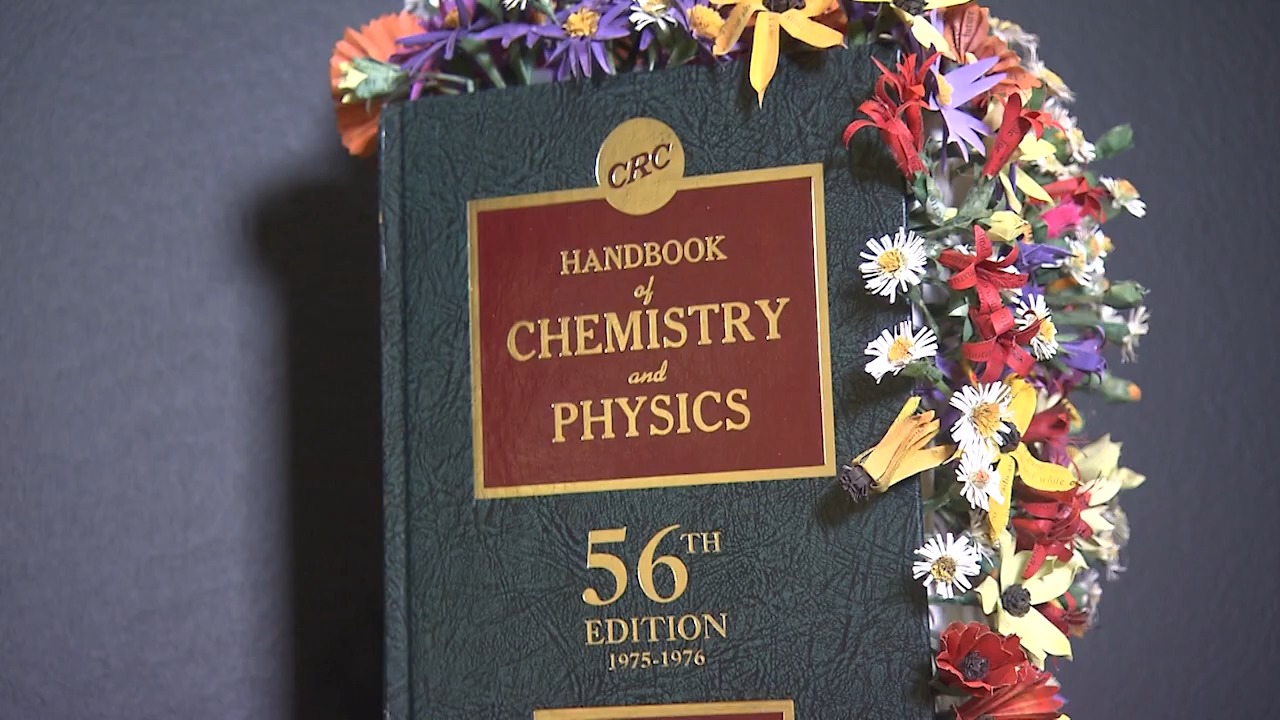 CRC
HANDBOOK
of
CHEMISTRY
and
PHYSICS
56TH
EDITION
1975-1976